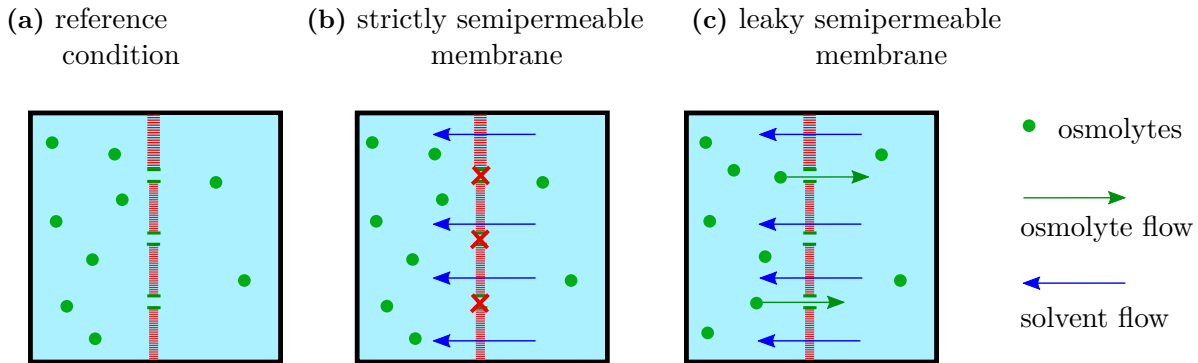 (a) reference
condition
(b) strictly semipermeable
membrane
(c) leaky semipermeable
membrane
osmolytes
osmolyte flow
solvent flow